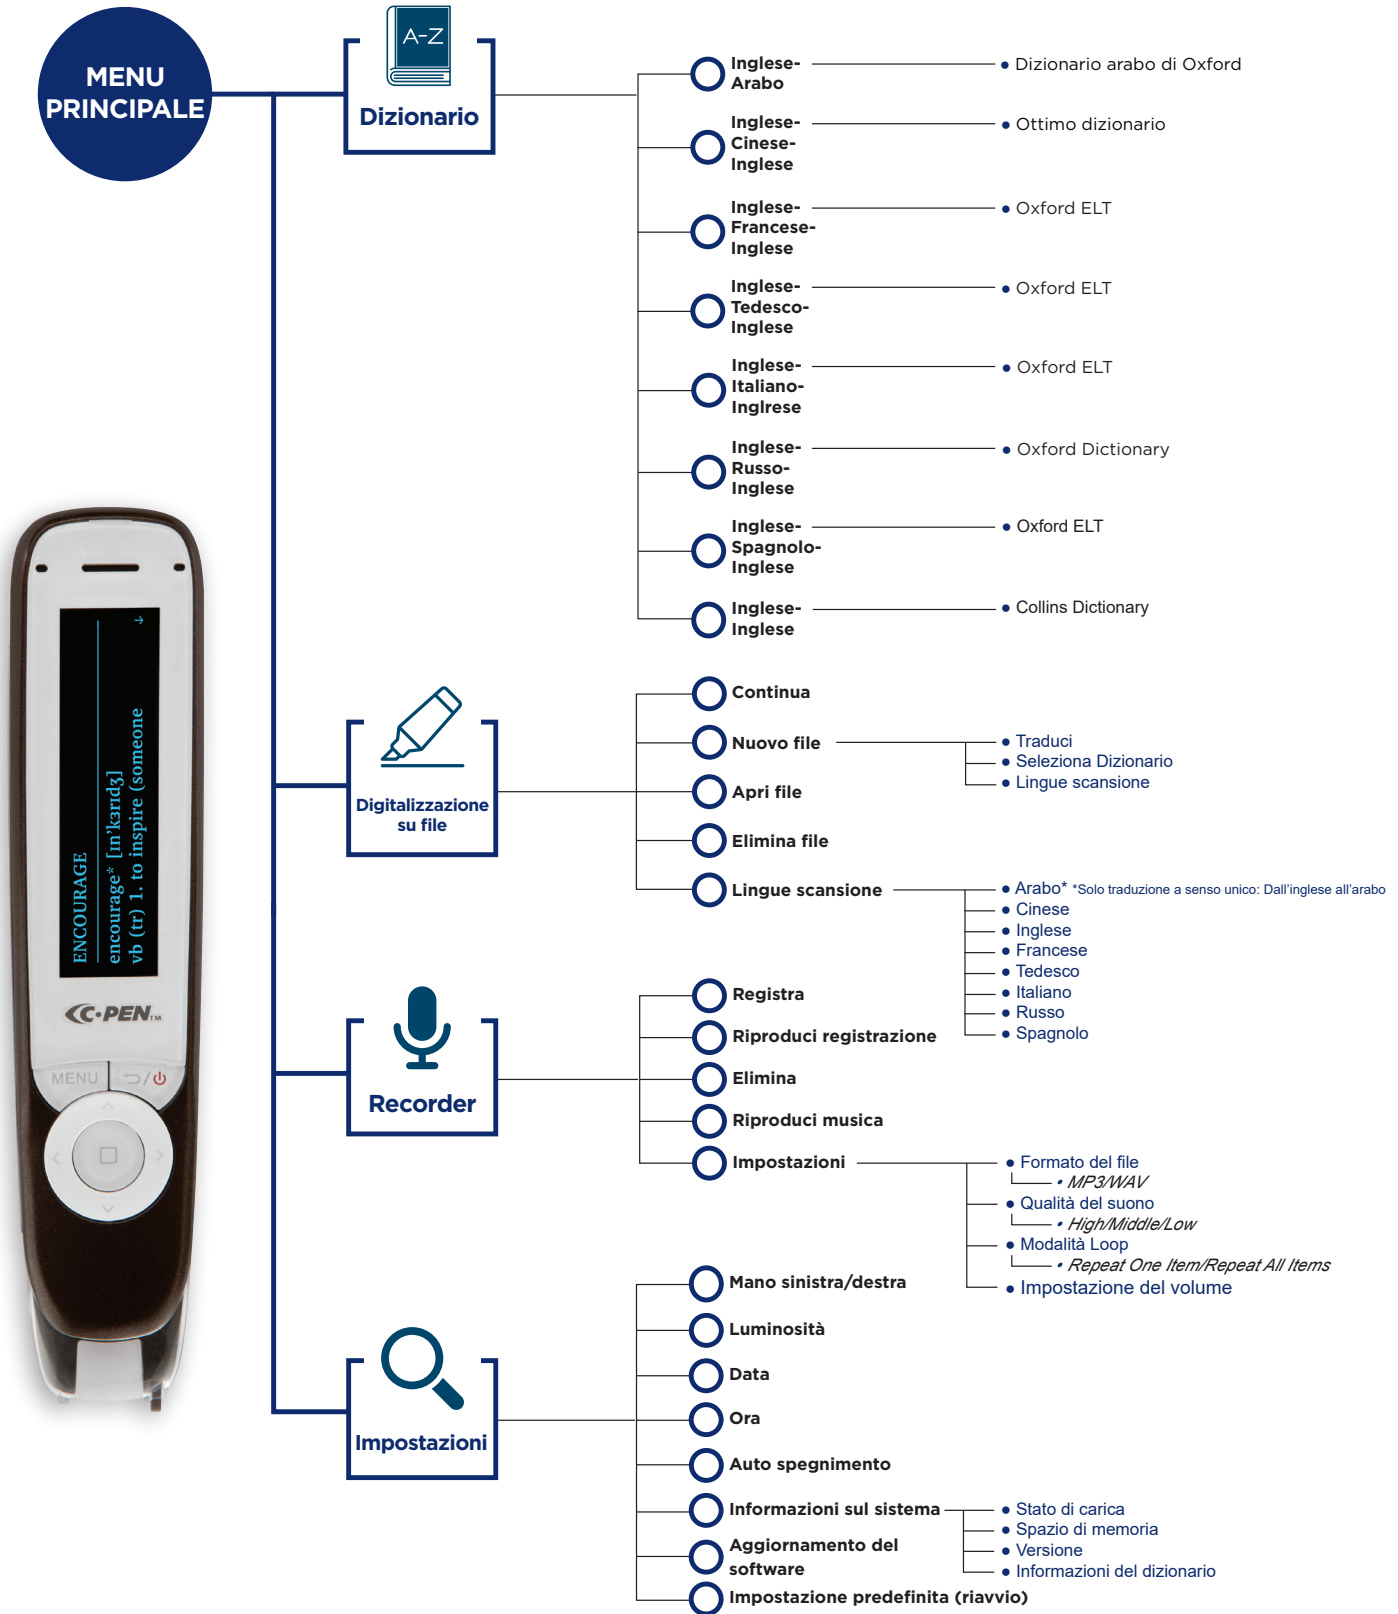 MENU
PRINCIPALE
A-Z
Dizionario
Inglese-
Arabo
Dizionario arabo di Oxford
Inglese-
Cinese-
Inglese
Ottimo dizionario
Inglese-
Francese-
Inglese
Oxford ELT
Inglese-
Tedesco-
Inglese
Oxford ELT
Inglese-
Italiano-
Inglrese
Oxford ELT
Inglese-
Russo-
Inglese
Oxford Dictionary
Inglese-
Spagnolo-
Inglese
Oxford ELT
Inglese-
Inglese
Collins Dictionary
Digitalizzazione
su file
Continua
Nuovo file
• Traduci
• Seleziona Dizionario
• Lingue scansione
Apri file
Elimina file
Lingue scansione
• Arabo* *Solo traduzione a senso unico: Dall'inglese all'arabo
• Cinese
• Inglese
• Francese
• Tedesco
• Italiano
• Russo
• Spagnolo
Recorder
Registra
Riproduci registrazione
Elimina
Riproduci musica
Impostazioni
• Formato del file
• MP3/WAV
• Qualità del suono
• High/Middle/Low
• Modalità Loop
• Repeat One Item/Repeat All Items
• Impostazione del volume
Impostazioni
Mano sinistra/destra
Luminosità
Data
Ora
Auto spegnimento
Informazioni sul sistema
• Stato di carica
• Spazio di memoria
• Versione
• Informazioni del dizionario
Aggiornamento del
software
Impostazione predefinita (riavvio)
ENCOURAGE
encourage* [ɪn'kɜrɪdʒ]
vb (tr) 1. to inspire (someone
C·PEN TM
MENU